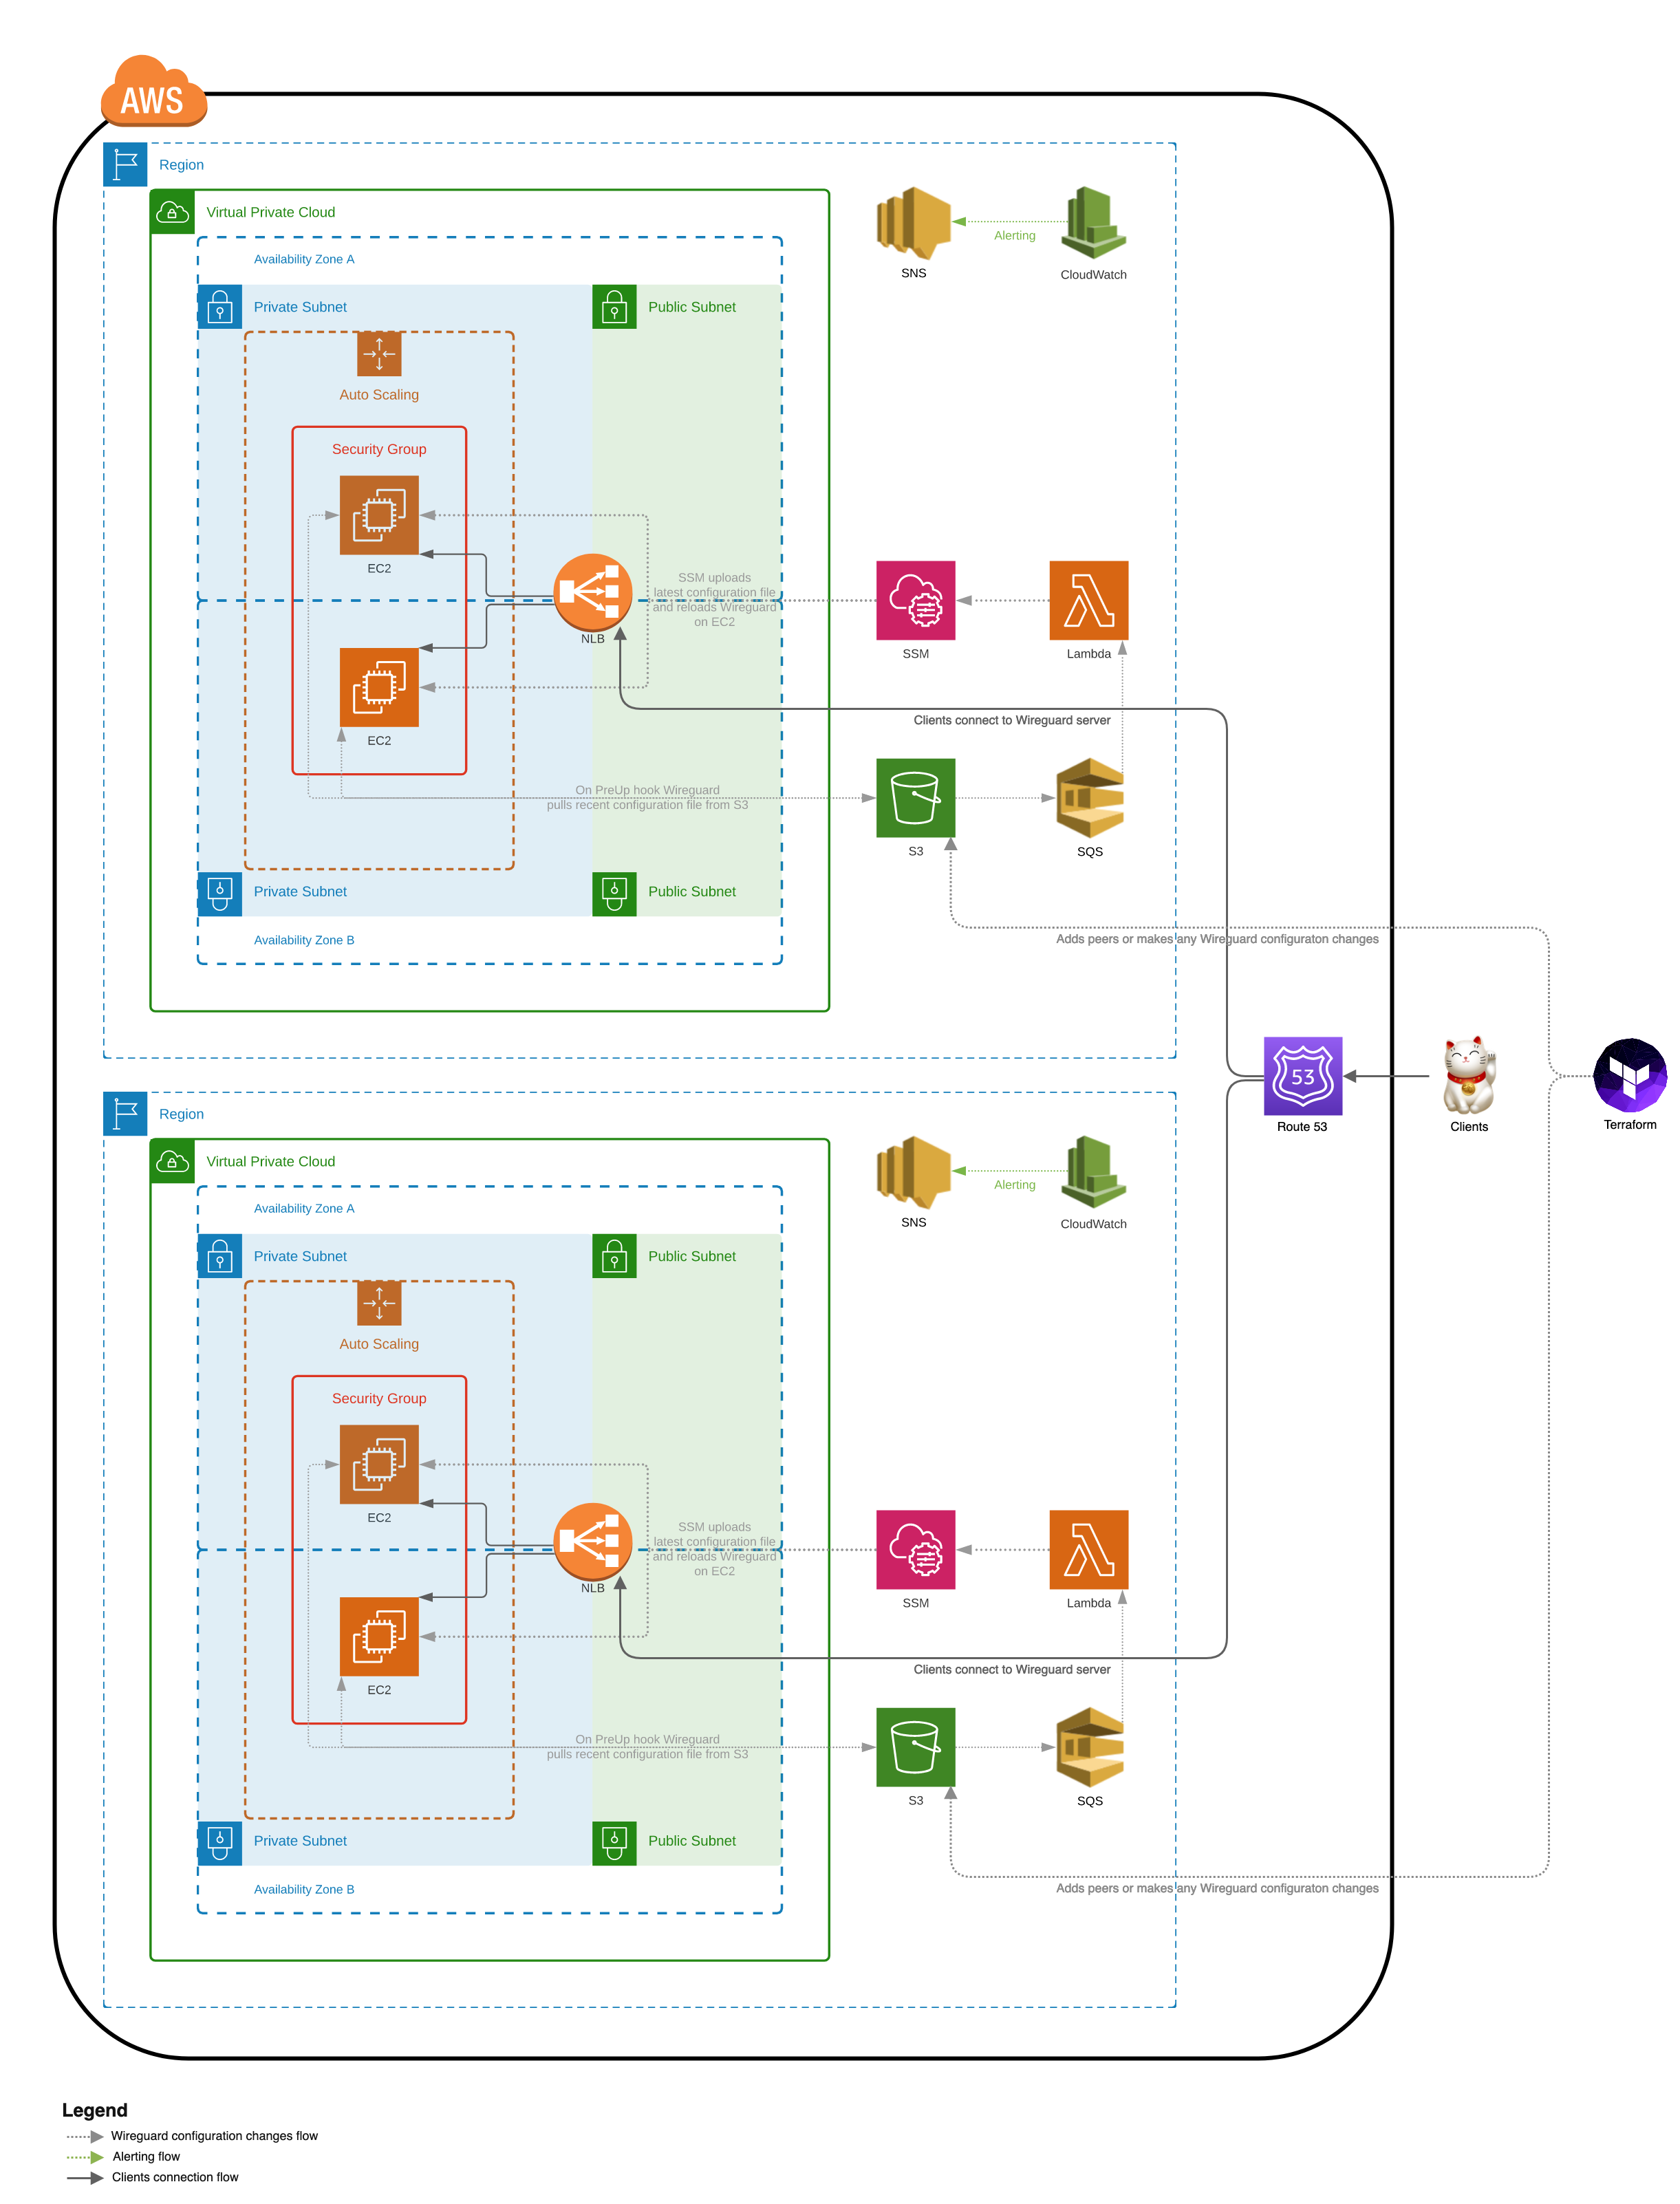 AWS
Region
Virtual Private Cloud
Availability Zone A
SNS
Alerting
CloudWatch
Private Subnet
Public Subnet
Auto Scaling
Security Group
EC2
SSM uploads
latest configuration file
and reloads Wireguard
on EC2
NLB
SSM
Lambda
EC2
Clients connect to Wireguard server
On PreUp hook Wireguard
pulls recent configuration file from S3
S3
SQS
Private Subnet
Public Subnet
Availability Zone B
Adds peers or makes any Wireguard configuraton changes
53
Route 53
Clients
Terraform
Region
Virtual Private Cloud
Availability Zone A
SNS
Alerting
CloudWatch
Private Subnet
Public Subnet
Auto Scaling
Security Group
EC2
SSM uploads
latest configuration file
and reloads Wireguard
on EC2
NLB
SSM
Lambda
EC2
Clients connect to Wireguard server
On PreUp hook Wireguard
pulls recent configuration file from S3
S3
SQS
Private Subnet
Public Subnet
Availability Zone B
Adds peers or makes any Wireguard configuraton changes
Legend
Wireguard configuration changes flow
Alerting flow
Clients connection flow